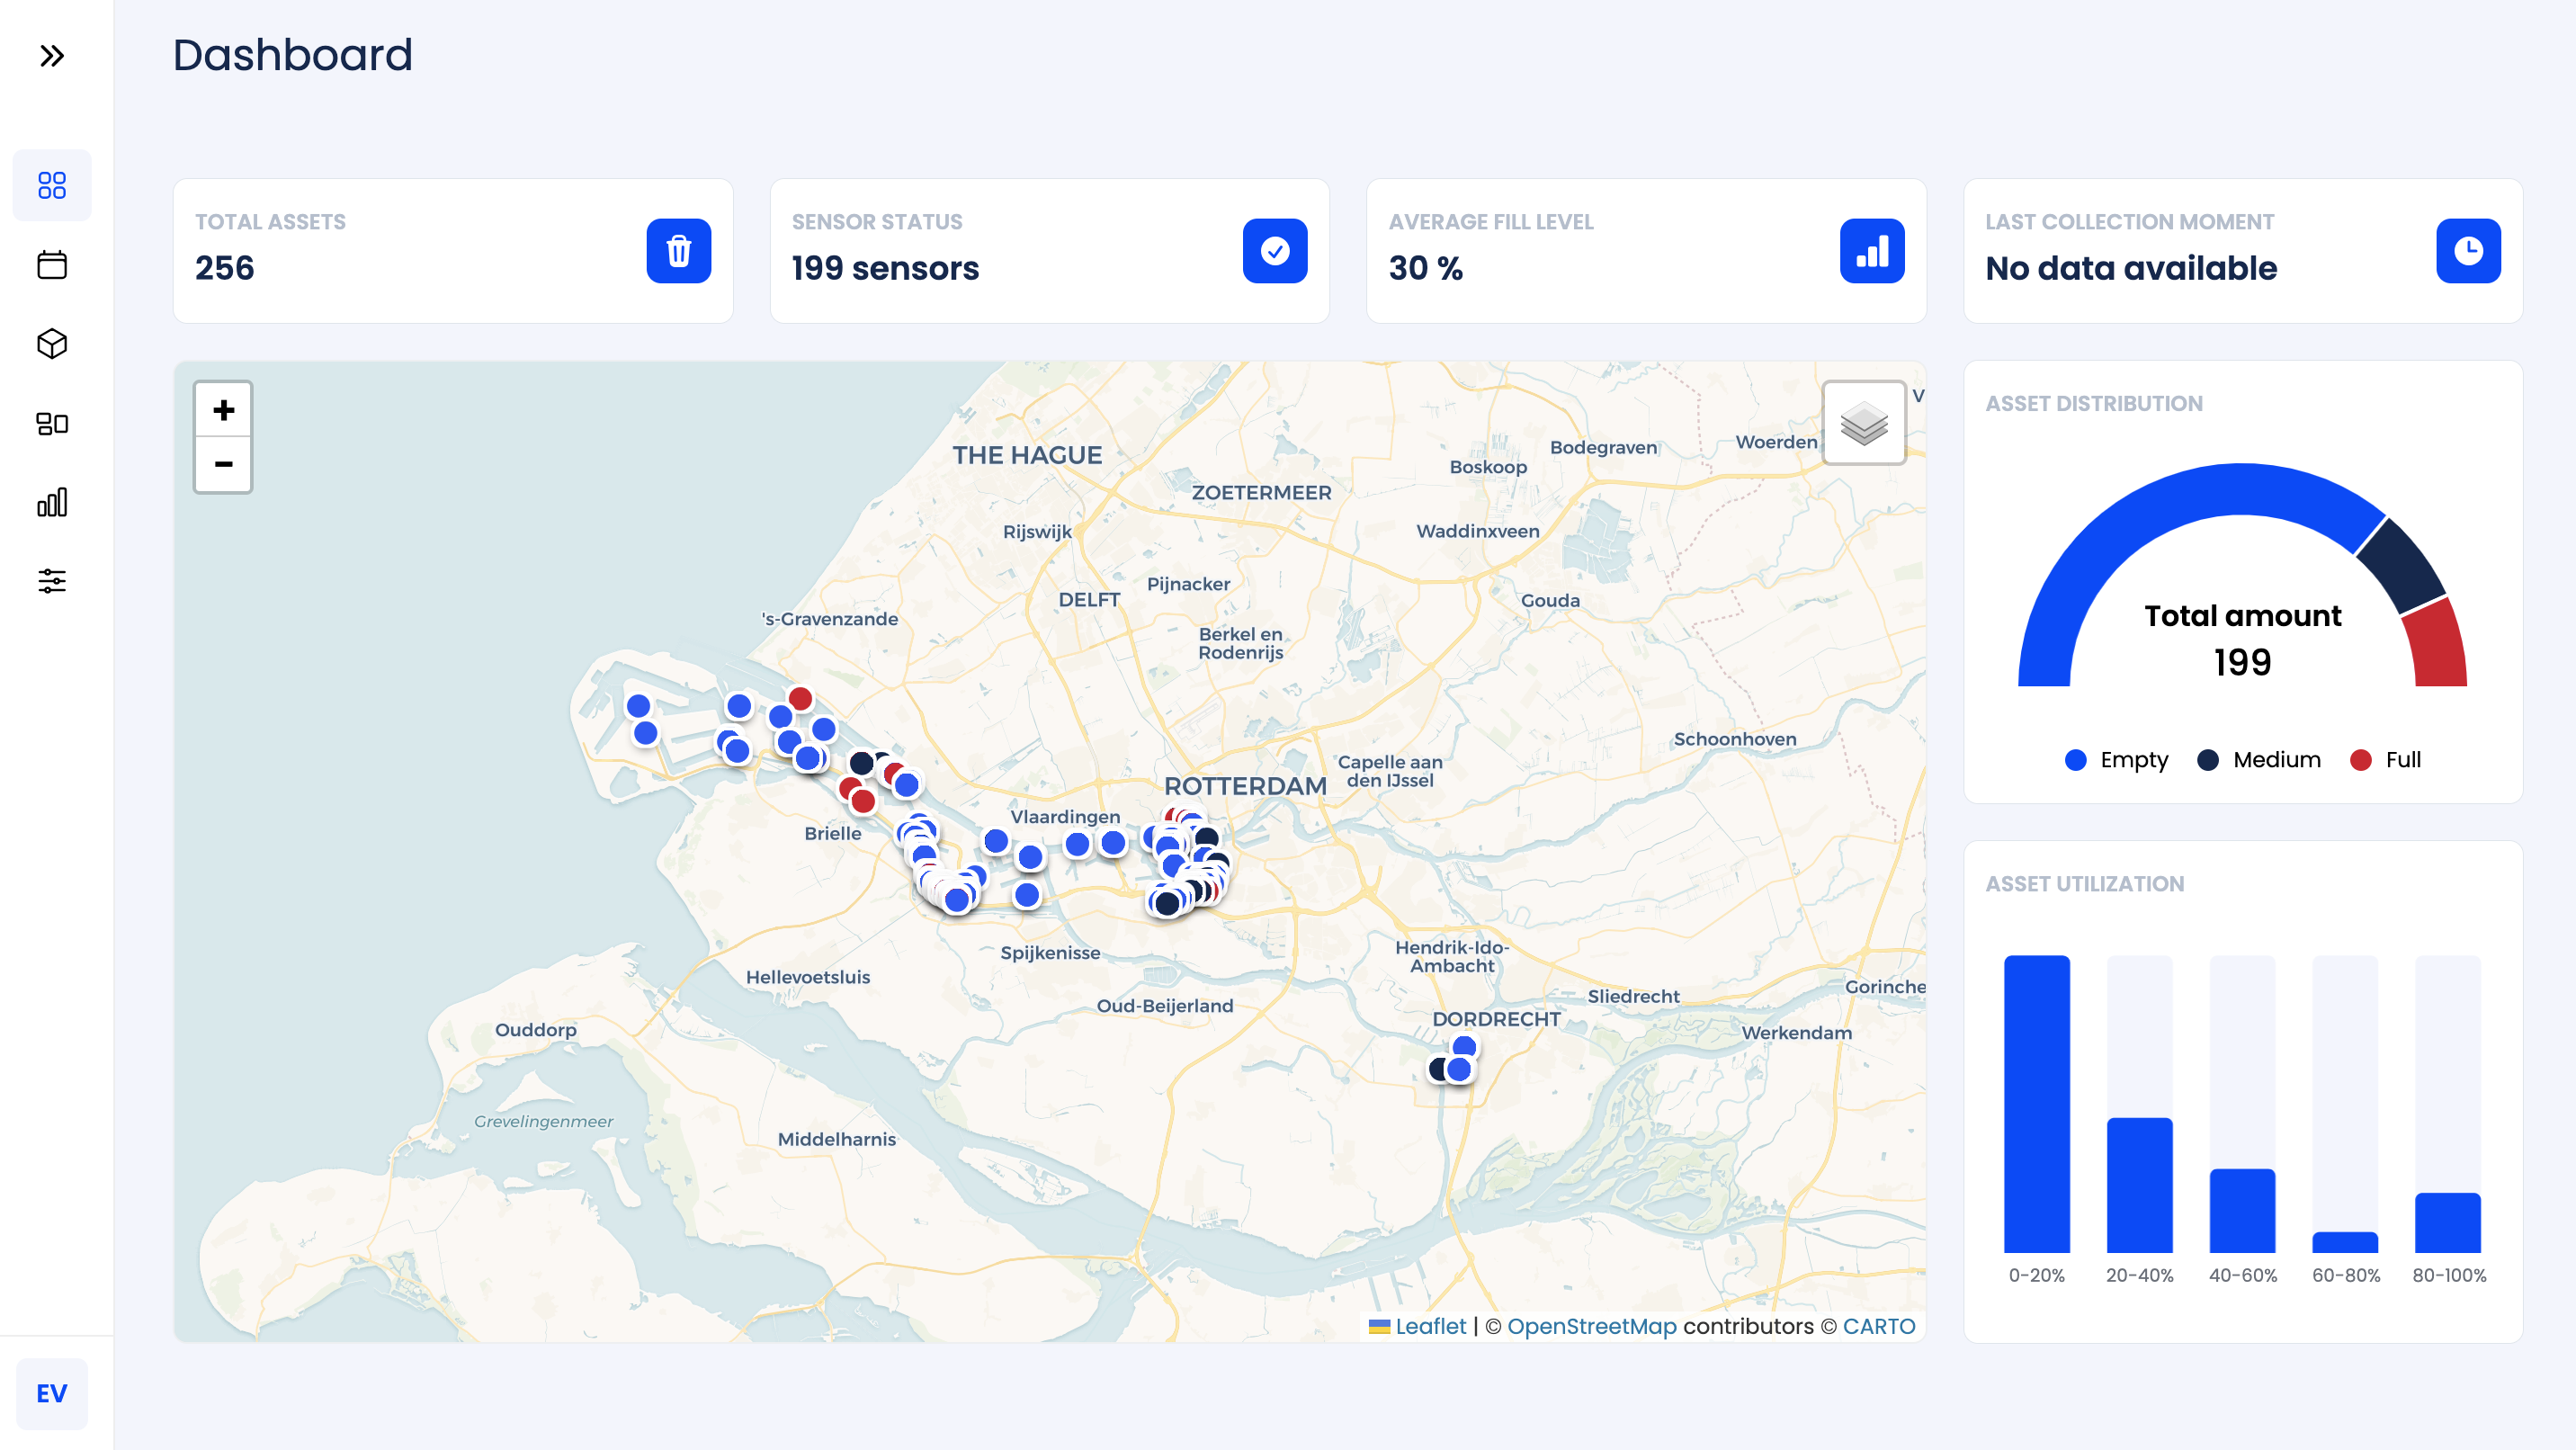 Dashboard
TOTAL ASSETS
256
SENSOR STATUS
199 sensors
AVERAGE FILL LEVEL
30 %
LAST COLLECTION MOMENT
No data available
+
−
V
THE HAGUE
Bodegraven
Woerden
Boskoop
ZOETERMEER
Rijswijk
Waddinxveen
Pijnacker
DELFT
Gouda
's-Gravenzande
Berkel en
Rodenrijs
Schoonhoven
Capelle aan
den IJssel
ROTTERDAM
Vlaardingen
Brielle
Hendrik-Ido-
Ambacht
Spijkenisse
Hellevoetsluis
Gorinche
Sliedrecht
Oud-Beijerland
DORDRECHT
Ouddorp
Werkendam
Grevelingenmeer
Middelharnis
Leaflet | © OpenStreetMap contributors © CARTO
ASSET DISTRIBUTION
Total amount
199
Empty
Medium
Full
ASSET UTILIZATION
0-20%
20-40%
40-60%
60-80%
80-100%
EV